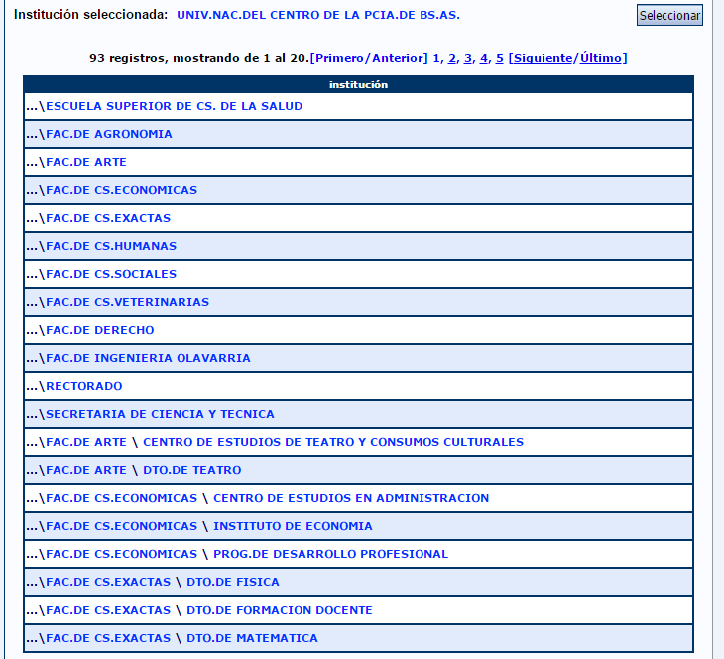 Institución seleccionada: UNIV.NAC.DEL CENTRO DE LA PCIA.DE BS.AS. Seleccionar
93 registros, mostrando de 1 al 20.[Primero/Anterior] 1, 2, 3, 4, 5 [Siguiente/Último]
institución
...\ESCUELA SUPERIOR DE CS. DE LA SALUD
...\FAC.DE AGRONOMIA
...\FAC.DE ARTE
...\FAC.DE CS.ECONOMICAS
...\FAC.DE CS.EXACTAS
...\FAC.DE CS.HUMANAS
...\FAC.DE CS.SOCIALES
...\FAC.DE CS.VETERINARIAS
...\FAC.DE DERECHO
...\FAC.DE INGENIERIA OLAVARRIA
...\RECTORADO
...\SECRETARIA DE CIENCIA Y TECNICA
...\FAC.DE ARTE \ CENTRO DE ESTUDIOS DE TEATRO Y CONSUMOS CULTURALES
...\FAC.DE ARTE \ DTO.DE TEATRO
...\FAC.DE CS.ECONOMICAS \ CENTRO DE ESTUDIOS EN ADMINISTRACION
...\FAC.DE CS.ECONOMICAS \ INSTITUTO DE ECONOMIA
...\FAC.DE CS.ECONOMICAS \ PROG.DE DESARROLLO PROFESIONAL
...\FAC.DE CS.EXACTAS \ DTO.DE FISICA
...\FAC.DE CS.EXACTAS \ DTO.DE FORMACION DOCENTE
...\FAC.DE CS.EXACTAS \ DTO.DE MATEMATICA